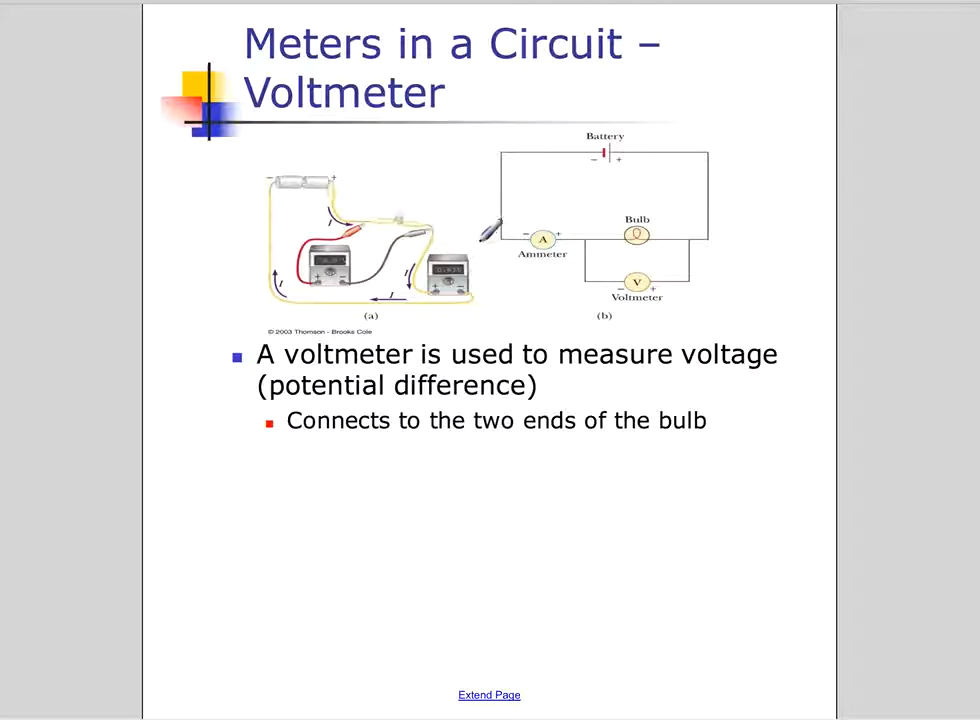 Meters in a Circuit –
Voltmeter
Battery
− +
− +
I
Bulb
− A +
Ammeter
I
I
+ −
+ −
I
V
− +
Voltmeter
(a)
(b)
© 2003 Thomson - Brooks Cole
A voltmeter is used to measure voltage
(potential difference)
Connects to the two ends of the bulb
Extend Page